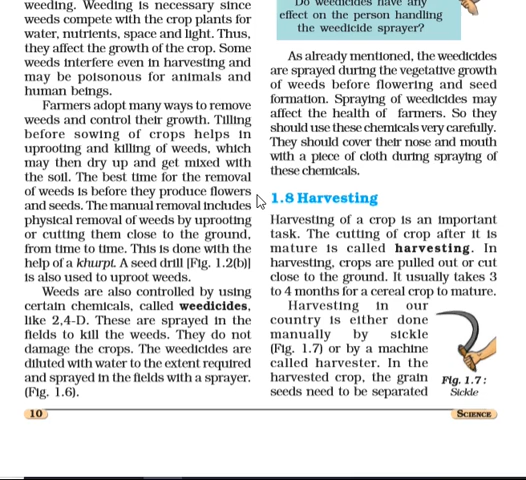 weeding. Weeding is necessary since
weeds compete with the crop plants for
water, nutrients, space and light. Thus,
they affect the growth of the crop. Some
weeds interfere even in harvesting and
may be poisonous for animals and
human beings.
Farmers adopt many ways to remove
weeds and control their growth. Tilling
before sowing of crops helps in
uprooting and killing of weeds, which
may then dry up and get mixed with
the soil. The best time for the removal
of weeds is before they produce flowers
and seeds. The manual removal includes
physical removal of weeds by uprooting
or cutting them close to the ground,
from time to time. This is done with the
help of a khurpi. A seed drill [Fig. 1.2(b)]
is also used to uproot weeds.
Weeds are also controlled by using
certain chemicals, called weedicides,
like 2,4-D. These are sprayed in the
fields to kill the weeds. They do not
damage the crops. The weedicides are
diluted with water to the extent required
and sprayed in the fields with a sprayer.
(Fig. 1.6).
Do weedicides have any
effect on the person handling
the weedicide sprayer?
As already mentioned, the weedicides
are sprayed during the vegetative growth
of weeds before flowering and seed
formation. Spraying of weedicides may
affect the health of farmers. So they
should use these chemicals very carefully.
They should cover their nose and mouth
with a piece of cloth during spraying of
these chemicals.
1.8 Harvesting
Harvesting of a crop is an important
task. The cutting of crop after it is
mature is called harvesting. In
harvesting, crops are pulled out or cut
close to the ground. It usually takes 3
to 4 months for a cereal crop to mature.
Harvesting in our
country is either done
manually by sickle
(Fig. 1.7) or by a machine
called harvester. In the
harvested crop, the grain
seeds need to be separated
Fig. 1.7:
Sickle
10
SCIENCE